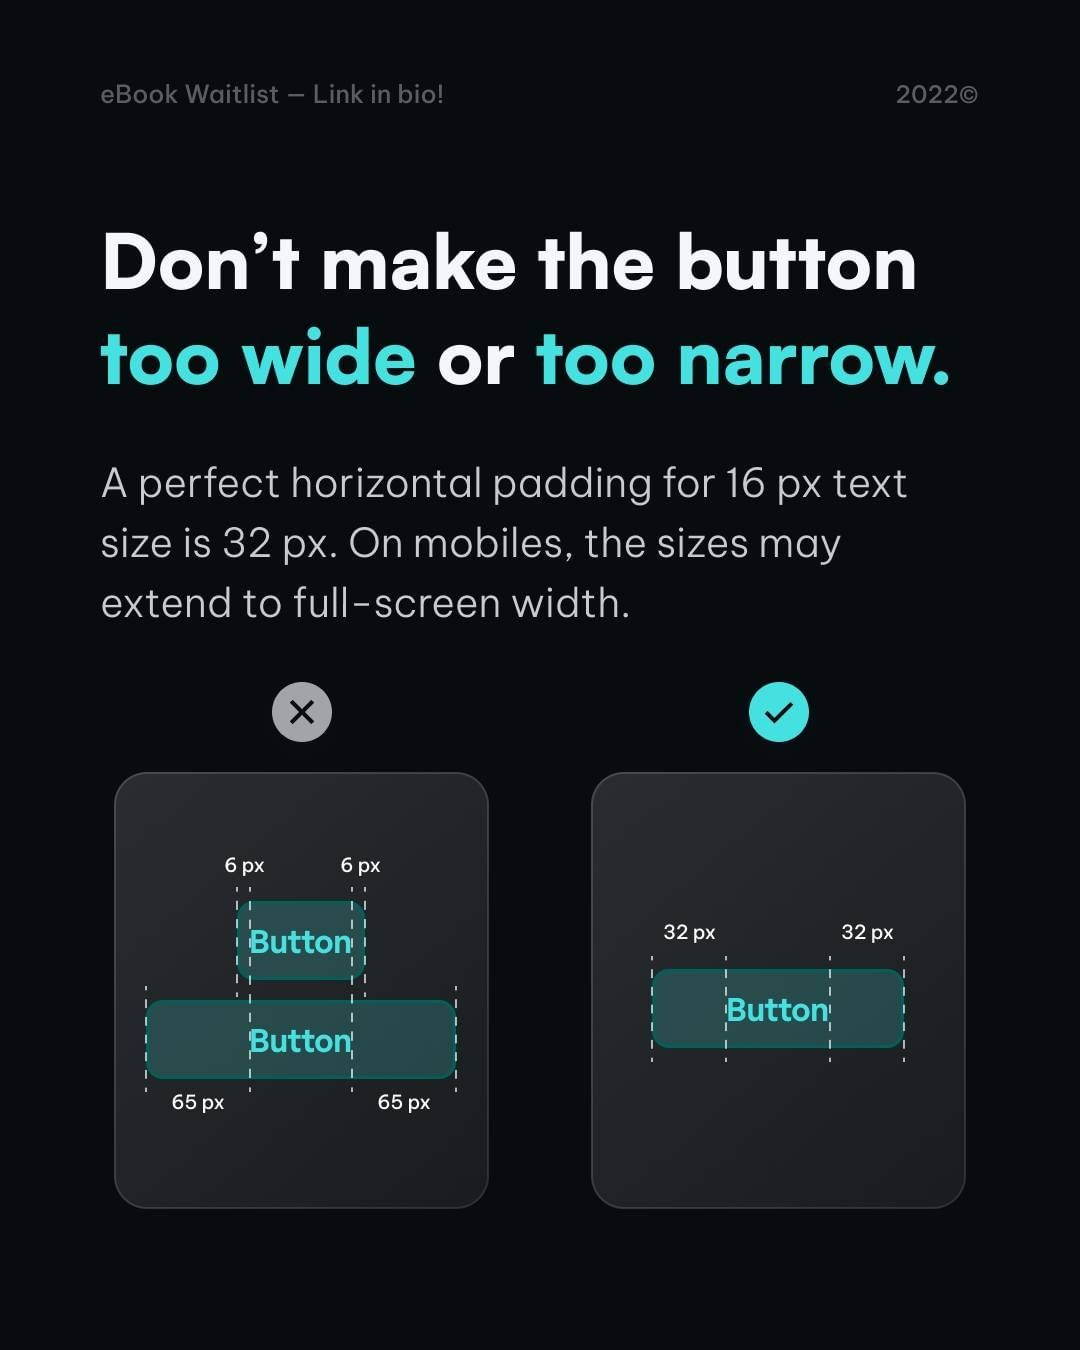 eBook Waitlist — Link in bio!
2022©
Don’t make the button
too wide or too narrow.
A perfect horizontal padding for 16 px text
size is 32 px. On mobiles, the sizes may
extend to full-screen width.
6 px 6 px
Button
Button
65 px 65 px
32 px 32 px
Button